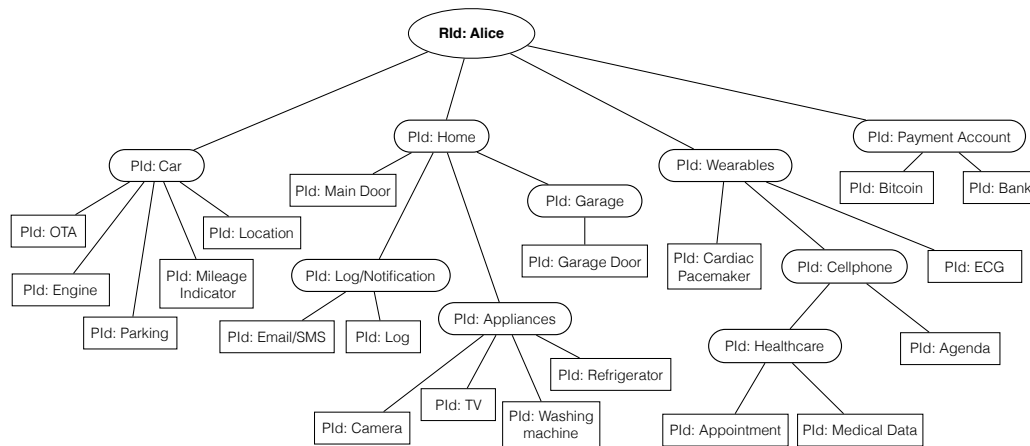 RId: Alice
PId: Home
PId: Payment Account
PId: Car
PId: Wearables
PId: Main Door
PId: Bitcoin
PId: Bank
PId: Garage
PId: OTA
PId: Location
PId: Garage Door
PId: Cardiac
Pacemaker
PId: Cellphone
PId: ECG
PId: Engine
PId: Mileage
Indicator
PId: Log/Notification
PId: Parking
PId: Email/SMS
PId: Log
PId: Appliances
PId: Healthcare
PId: Agenda
PId: Refrigerator
PId: TV
PId: Camera
PId: Washing
machine
PId: Appointment
PId: Medical Data